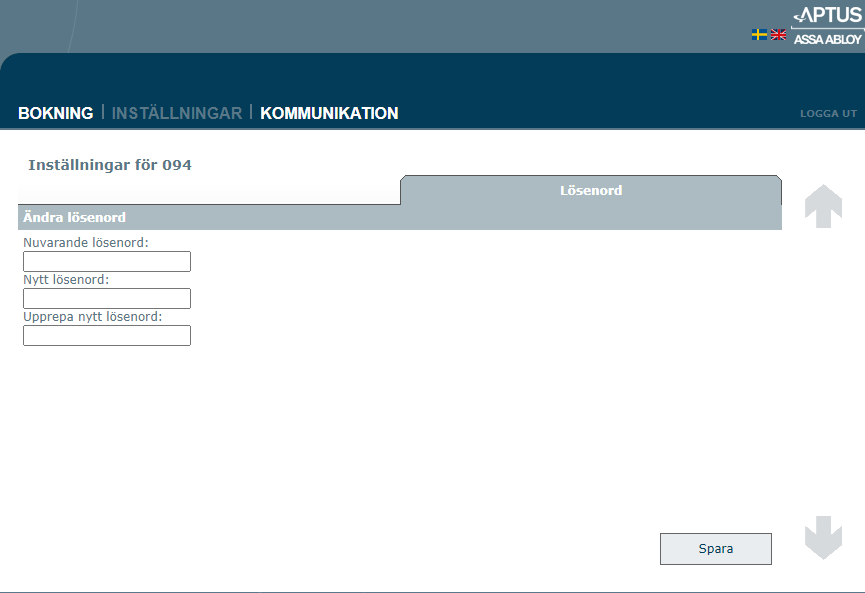 APTUS
ASSA ABLOY
BOKNING INSTÄLLNINGAR KOMMUNIKATION
LOGGA UT
Inställningar för 094
Lösenord
Ändra lösenord
Nuvarande lösenord:
Nytt lösenord:
Upprepa nytt lösenord:
Spara